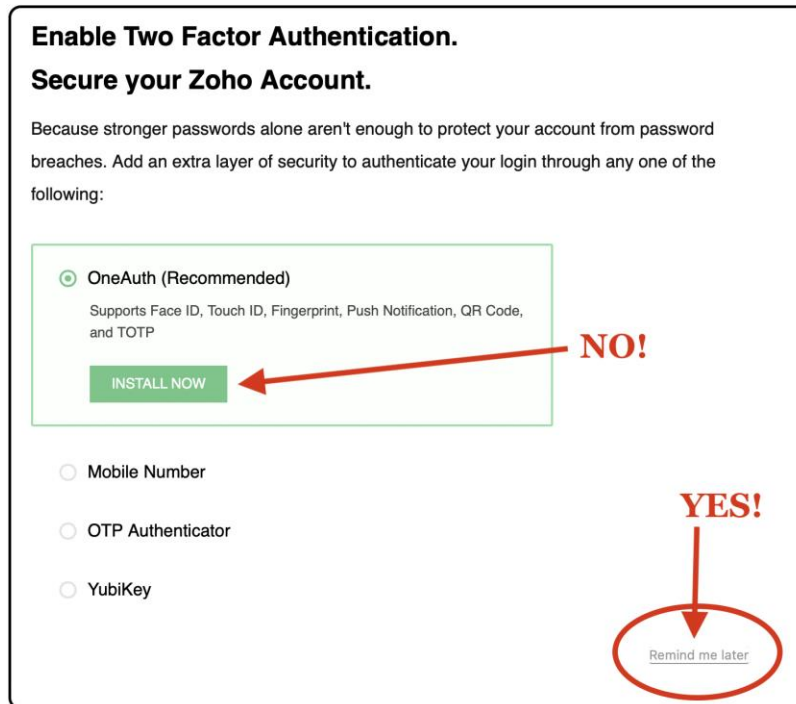 Enable Two Factor Authentication.
Secure your Zoho Account.
Because stronger passwords alone aren't enough to protect your account from password
breaches. Add an extra layer of security to authenticate your login through any one of the
following:
OneAuth (Recommended)
Supports Face ID, Touch ID, Fingerprint, Push Notification, QR Code,
and TOTP
NO!
INSTALL NOW
Mobile Number
YES!
OTP Authenticator
YubiKey
Remind me later